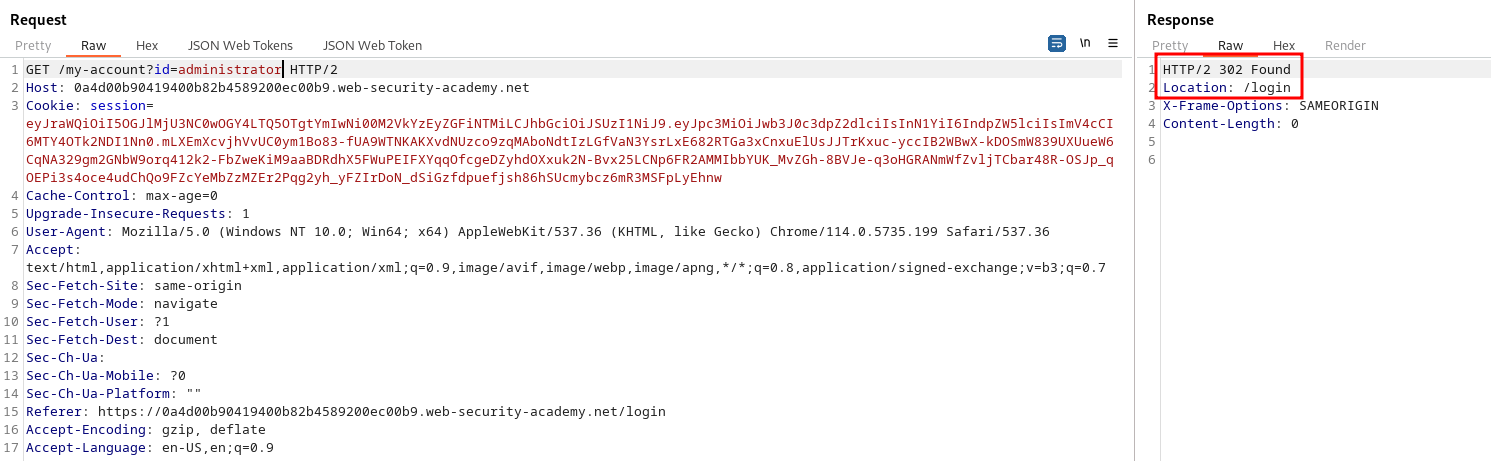 Request
Pretty Raw Hex JSON Web Tokens JSON Web Token
\n
1 GET /my-account?id=administrator HTTP/2
2 Host: 0a4d00b90419400b82b4589200ec00b9.web-security-academy.net
3 Cookie: session=
eyJraWQiOiI5OGJlMjU3NC0wOGY4LTQ5OTgtYmIwNi00M2VkYzEyZGFiNTMiLCJhbGciOiJSUzI1NiJ9.eyJpc3MiOiJwb3J0c3dpZ2dlciIsInN1YiI6IndpZW5lciIsImV4cCI
6MTY4OTk2NDI1Nn0.mLXEmXcvjhVvUC0ym1Bo83-fUA9WTNKAKXvdNUzco9zqMAboNdtIzLGfVaN3YsrLxE682RTGa3xCnxuElUsJJTrKxuc-yccIB2WBwX-kDOSmW839UXUueW6
CqNA329gm2GNbW9orq412k2-FbZweKiM9aaBDRdhX5FWuPEIFXYqqOfcgeDZyhdOXxuk2N-Bvx25LCNp6FR2AMMIbbYUK_MvZGh-8BVJe-q3oHGRANmWfZvljTCbar48R-OSJp_q
OEPi3s4oce4udChQo9FZcYeMbZzMZEr2Pqg2yh_yFZIrDoN_dSiGzfdpuefjsh86hSUcmybcz6mR3MSFpLyEhnw
4 Cache-Control: max-age=0
5 Upgrade-Insecure-Requests: 1
6 User-Agent: Mozilla/5.0 (Windows NT 10.0; Win64; x64) AppleWebKit/537.36 (KHTML, like Gecko) Chrome/114.0.5735.199 Safari/537.36
7 Accept:
text/html,application/xhtml+xml,application/xml;q=0.9,image/avif,image/webp,image/apng,*/*;q=0.8,application/signed-exchange;v=b3;q=0.7
8 Sec-Fetch-Site: same-origin
9 Sec-Fetch-Mode: navigate
10 Sec-Fetch-User: ?1
11 Sec-Fetch-Dest: document
12 Sec-Ch-Ua:
13 Sec-Ch-Ua-Mobile: ?0
14 Sec-Ch-Ua-Platform: ""
15 Referer: https://0a4d00b90419400b82b4589200ec00b9.web-security-academy.net/login
16 Accept-Encoding: gzip, deflate
17 Accept-Language: en-US,en;q=0.9
Response
Pretty Raw Hex Render
1 HTTP/2 302 Found
2 Location: /login
3 X-Frame-Options: SAMEORIGIN
4 Content-Length: 0
5
6